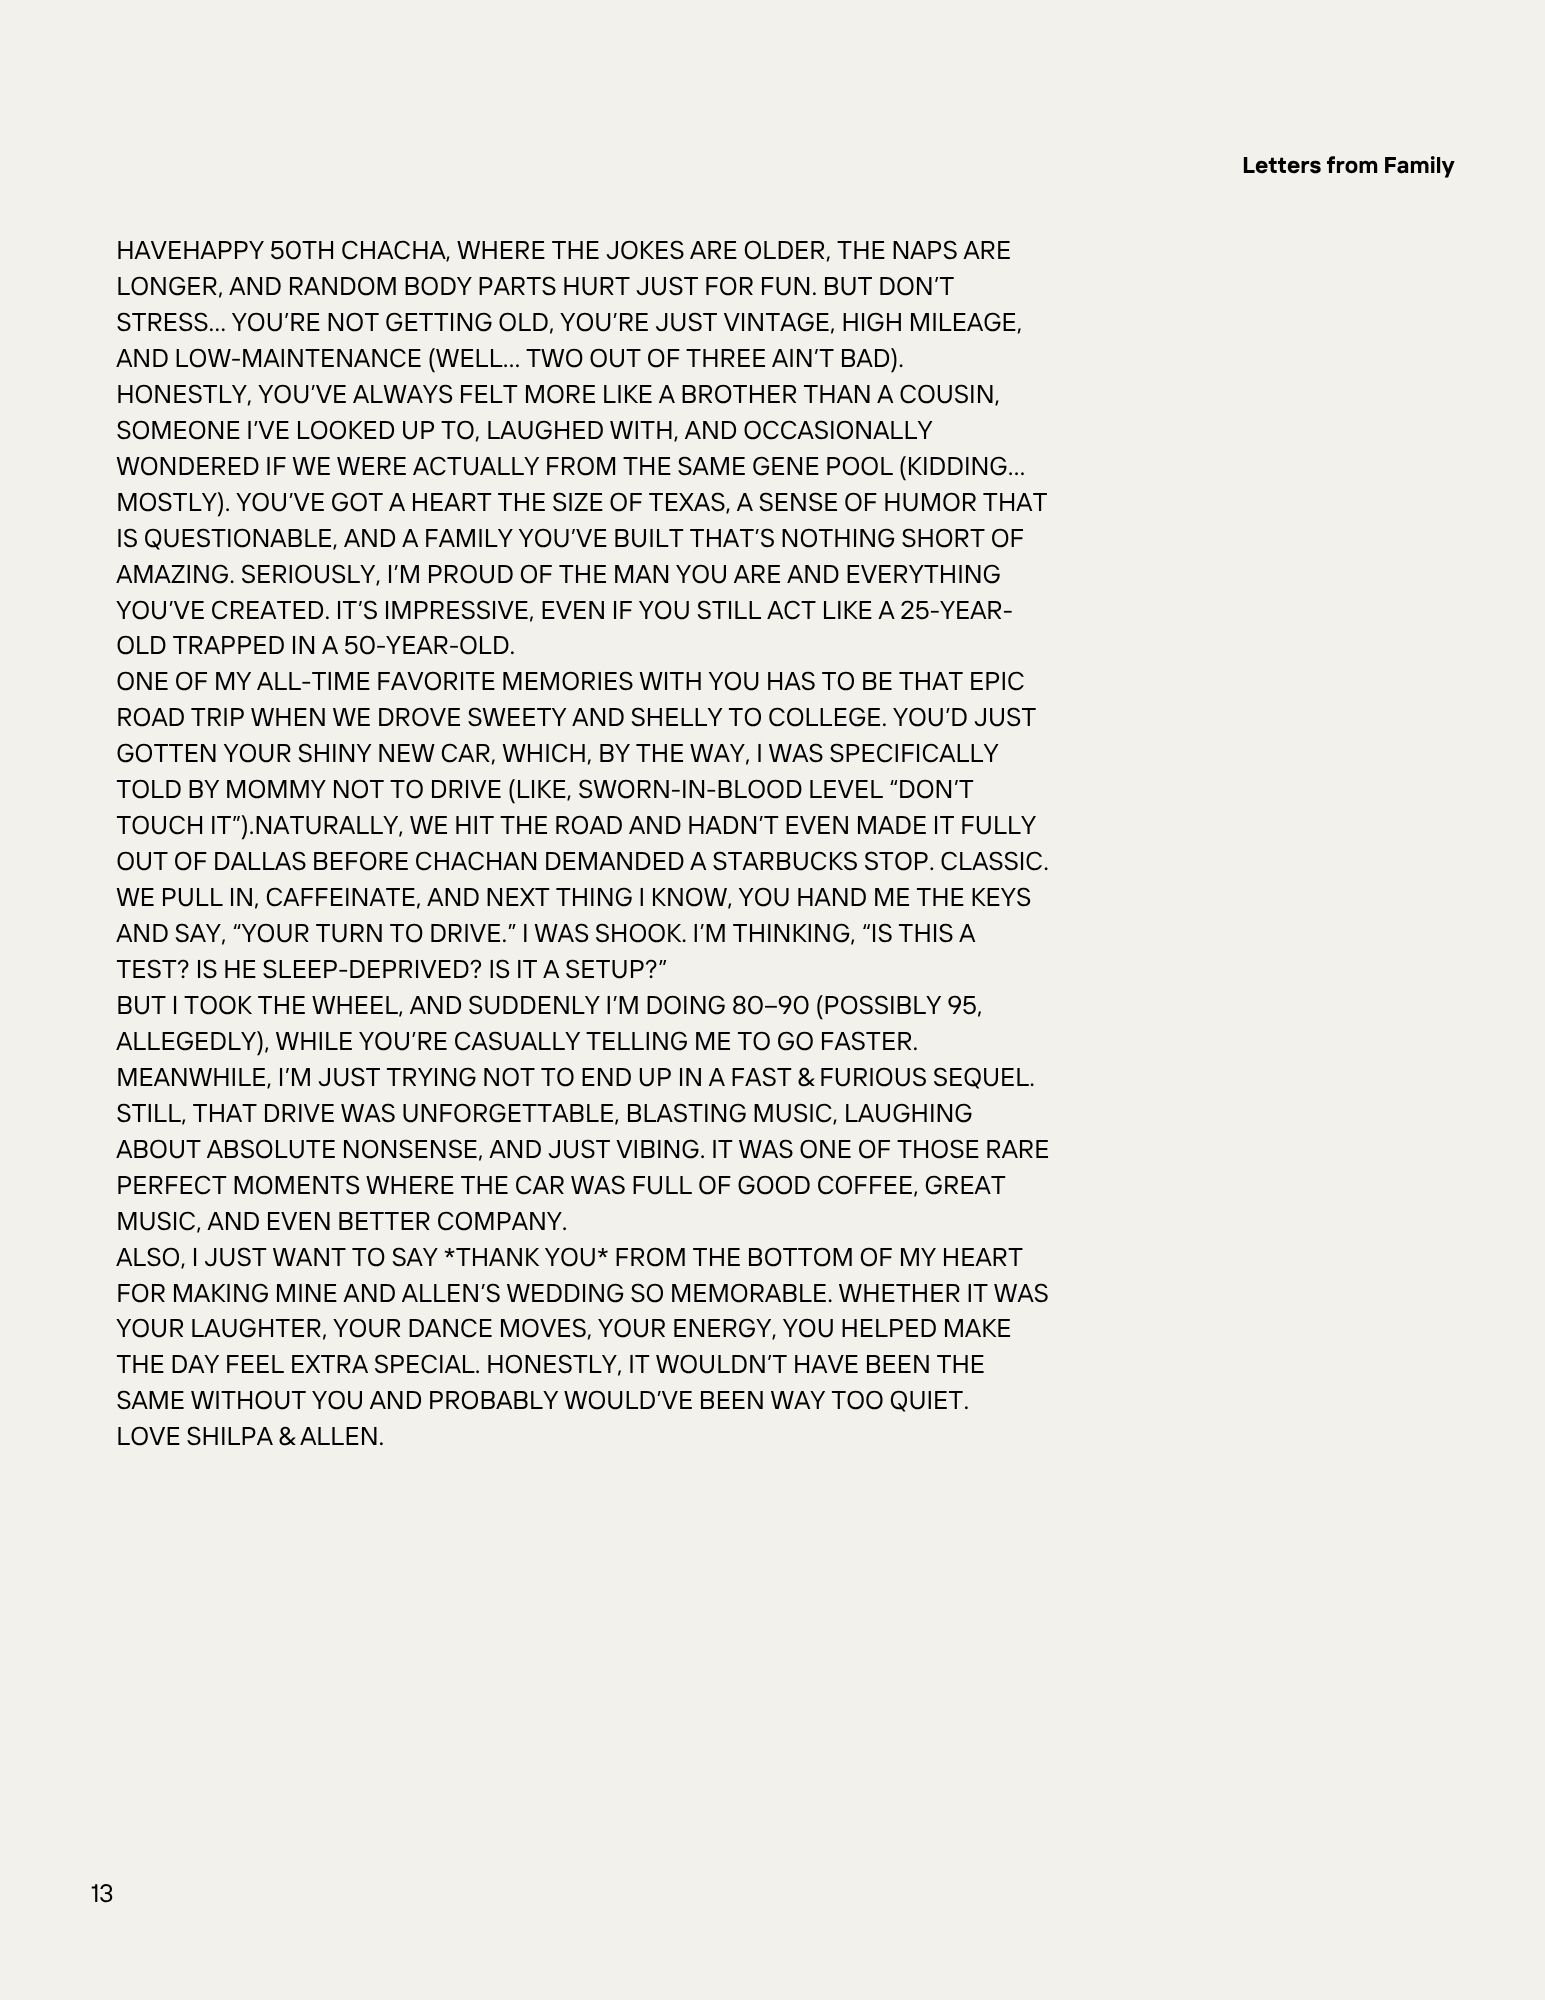 Letters from Family
HAVEHAPPY 50TH CHACHA, WHERE THE JOKES ARE OLDER, THE NAPS ARE
LONGER, AND RANDOM BODY PARTS HURT JUST FOR FUN. BUT DON’T
STRESS... YOU’RE NOT GETTING OLD, YOU’RE JUST VINTAGE, HIGH MILEAGE,
AND LOW-MAINTENANCE (WELL... TWO OUT OF THREE AIN’T BAD).
HONESTLY, YOU’VE ALWAYS FELT MORE LIKE A BROTHER THAN A COUSIN,
SOMEONE I’VE LOOKED UP TO, LAUGHED WITH, AND OCCASIONALLY
WONDERED IF WE WERE ACTUALLY FROM THE SAME GENE POOL (KIDDING...
MOSTLY). YOU’VE GOT A HEART THE SIZE OF TEXAS, A SENSE OF HUMOR THAT
IS QUESTIONABLE, AND A FAMILY YOU’VE BUILT THAT’S NOTHING SHORT OF
AMAZING. SERIOUSLY, I’M PROUD OF THE MAN YOU ARE AND EVERYTHING
YOU’VE CREATED. IT’S IMPRESSIVE, EVEN IF YOU STILL ACT LIKE A 25-YEAR-
OLD TRAPPED IN A 50-YEAR-OLD.
ONE OF MY ALL-TIME FAVORITE MEMORIES WITH YOU HAS TO BE THAT EPIC
ROAD TRIP WHEN WE DROVE SWEETY AND SHELLY TO COLLEGE. YOU’D JUST
GOTTEN YOUR SHINY NEW CAR, WHICH, BY THE WAY, I WAS SPECIFICALLY
TOLD BY MOMMY NOT TO DRIVE (LIKE, SWORN-IN-BLOOD LEVEL “DON’T
TOUCH IT”).NATURALLY, WE HIT THE ROAD AND HADN’T EVEN MADE IT FULLY
OUT OF DALLAS BEFORE CHACHAN DEMANDED A STARBUCKS STOP. CLASSIC.
WE PULL IN, CAFFEINATE, AND NEXT THING I KNOW, YOU HAND ME THE KEYS
AND SAY, “YOUR TURN TO DRIVE.” I WAS SHOOK. I’M THINKING, “IS THIS A
TEST? IS HE SLEEP-DEPRIVED? IS IT A SETUP?”
BUT I TOOK THE WHEEL, AND SUDDENLY I’M DOING 80–90 (POSSIBLY 95,
ALLEGEDLY), WHILE YOU’RE CASUALLY TELLING ME TO GO FASTER.
MEANWHILE, I’M JUST TRYING NOT TO END UP IN A FAST & FURIOUS SEQUEL.
STILL, THAT DRIVE WAS UNFORGETTABLE, BLASTING MUSIC, LAUGHING
ABOUT ABSOLUTE NONSENSE, AND JUST VIBING. IT WAS ONE OF THOSE RARE
PERFECT MOMENTS WHERE THE CAR WAS FULL OF GOOD COFFEE, GREAT
MUSIC, AND EVEN BETTER COMPANY.
ALSO, I JUST WANT TO SAY *THANK YOU* FROM THE BOTTOM OF MY HEART
FOR MAKING MINE AND ALLEN’S WEDDING SO MEMORABLE. WHETHER IT WAS
YOUR LAUGHTER, YOUR DANCE MOVES, YOUR ENERGY, YOU HELPED MAKE
THE DAY FEEL EXTRA SPECIAL. HONESTLY, IT WOULDN’T HAVE BEEN THE
SAME WITHOUT YOU AND PROBABLY WOULD’VE BEEN WAY TOO QUIET.
LOVE SHILPA & ALLEN.
13